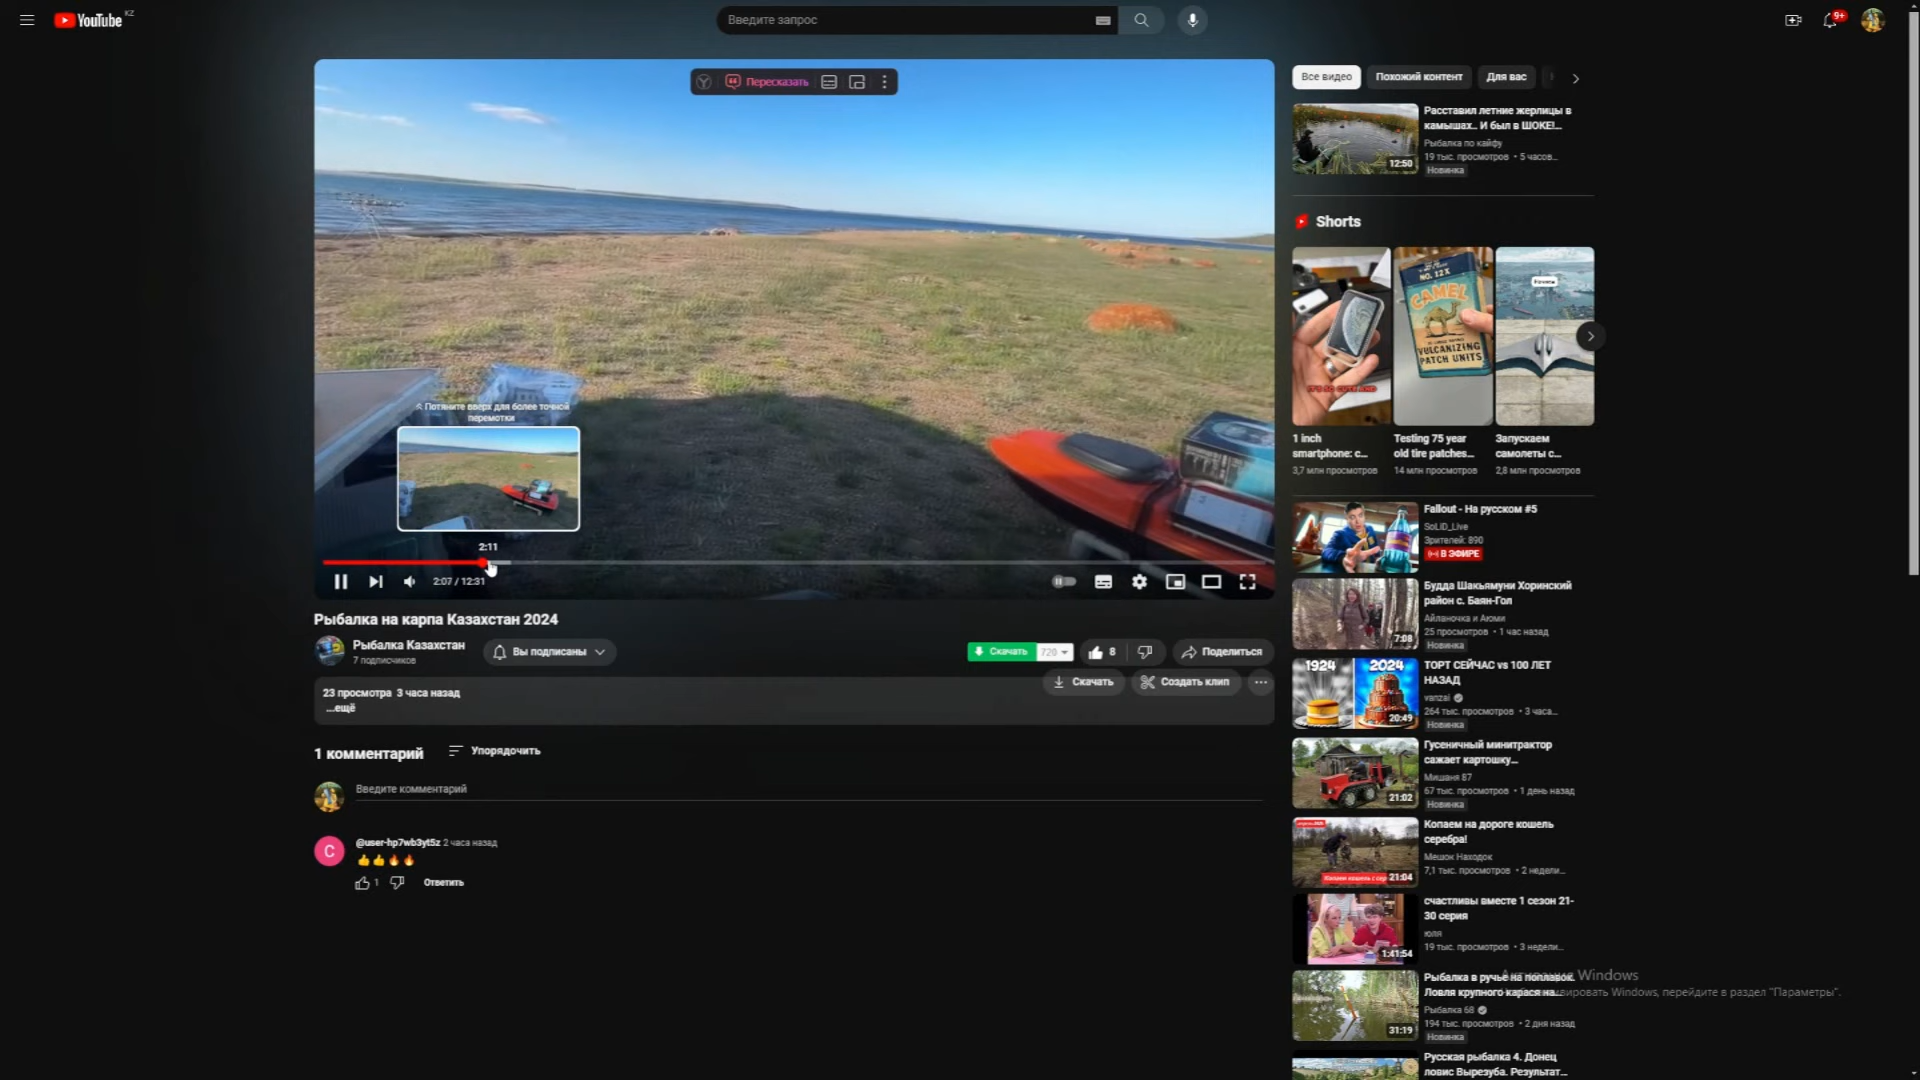 YouTube KZ
Введите запрос
9+
Пересказать
Потяните вверх для более точной
перемотки
2:11
2:07 / 12:31
Рыбалка на карпа Казахстан 2024
Рыбалка Казахстан
7 подписчиков
Вы подписаны
Скачать 720
8
Поделиться
Скачать
Создать клип
23 просмотра 3 часа назад
...ещё
1 комментарий
Упорядочить
Введите комментарий
С
@user-hp7wb3yt5z 2 часа назад
👍👍🔥🔥
1
Ответить
Все видео
Похожий контент
Для вас
12:50
Расставил летние жерлицы в
камышах.. И был в ШОКЕ!...
Рыбалка по кайфу
19 тыс. просмотров • 5 часов...
Новинка
Shorts
IT'S SO CUTE AND
NO. 12X
CAMEL
VULCANIZING
PATCH UNITS
1 inch
smartphone: c...
3,7 млн просмотров
Testing 75 year
old tire patches...
14 млн просмотров
Запускаем
самолеты с...
2,8 млн просмотров
Fallout - На русском #5
SoLiD_Live
Зрителей: 890
В ЭФИРЕ
7:08
Будда Шакьямуни Хоринский
район с. Баян-Гол
Айланочка и Аюми
25 просмотров • 1 час назад
Новинка
1924 2024
20:49
ТОРТ СЕЙЧАС vs 100 ЛЕТ
НАЗАД
vanzai
264 тыс. просмотров • 3 часа...
Новинка
21:02
Гусеничный минитрактор
сажает картошку...
Мишаня 87
67 тыс. просмотров • 1 день назад
Новинка
21:04
Копаем на дороге кошель
серебра!
Мешок Находок
7,1 тыс. просмотров • 2 недели...
1:41:54
счастливы вместе 1 сезон 21-
30 серия
юля
19 тыс. просмотров • 3 недели...
31:19
Рыбалка в ручье на поплавок.
Ловля крупного карася на...
Рыбалка 68
194 тыс. просмотров • 2 дня назад
Новинка
Windows
Windows, перейдите в раздел "Параметры".
Русская рыбалка 4. Донец
ловис Вырезуба. Результат...